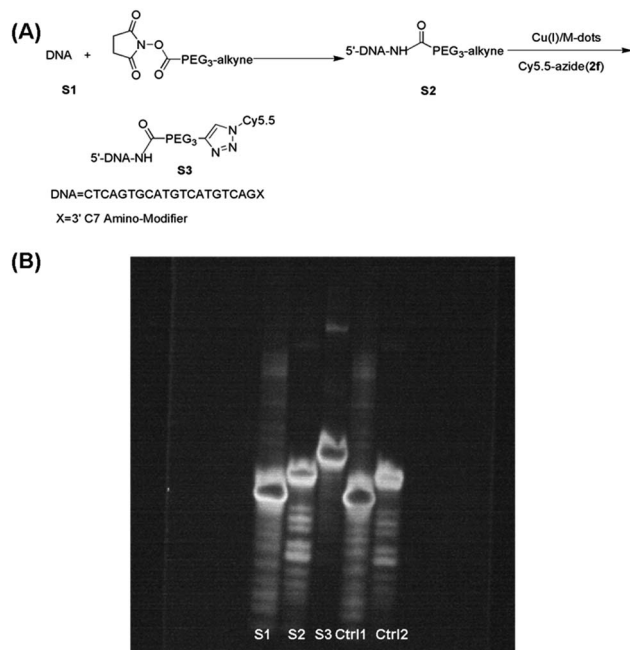 (A)
DNA + N-O O O O PEG₃-alkyne
S1
5'-DNA-NH O PEG₃-alkyne
S2
Cu(I)/M-dots
Cy5.5-azide(2f)
5'-DNA-NH O PEG₃ N N=N Cy5.5
S3
DNA=CTCAGTGCATGTCATGTCAGX
X=3' C7 Amino-Modifier
(B)
S1 S2 S3 Ctrl1 Ctrl2